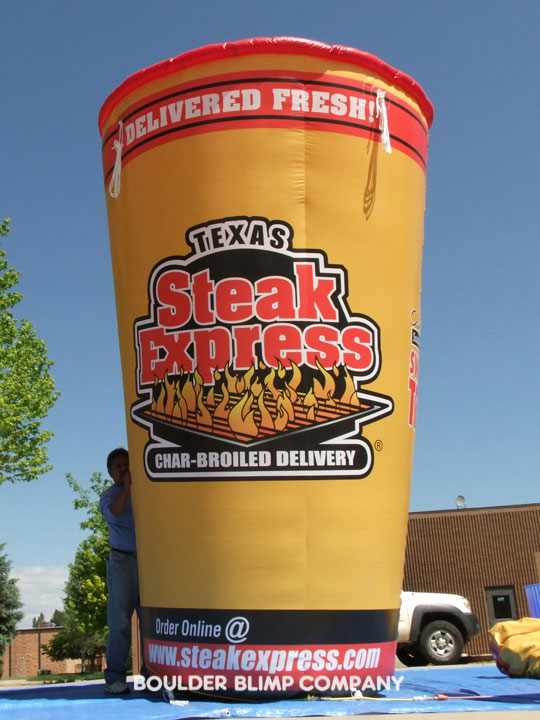 DELIVERED FRESH!
TEXAS
Steak
Express
®
CHAR-BROILED DELIVERY
Order Online @
www.steakexpress.com
BOULDER BLIMP COMPANY